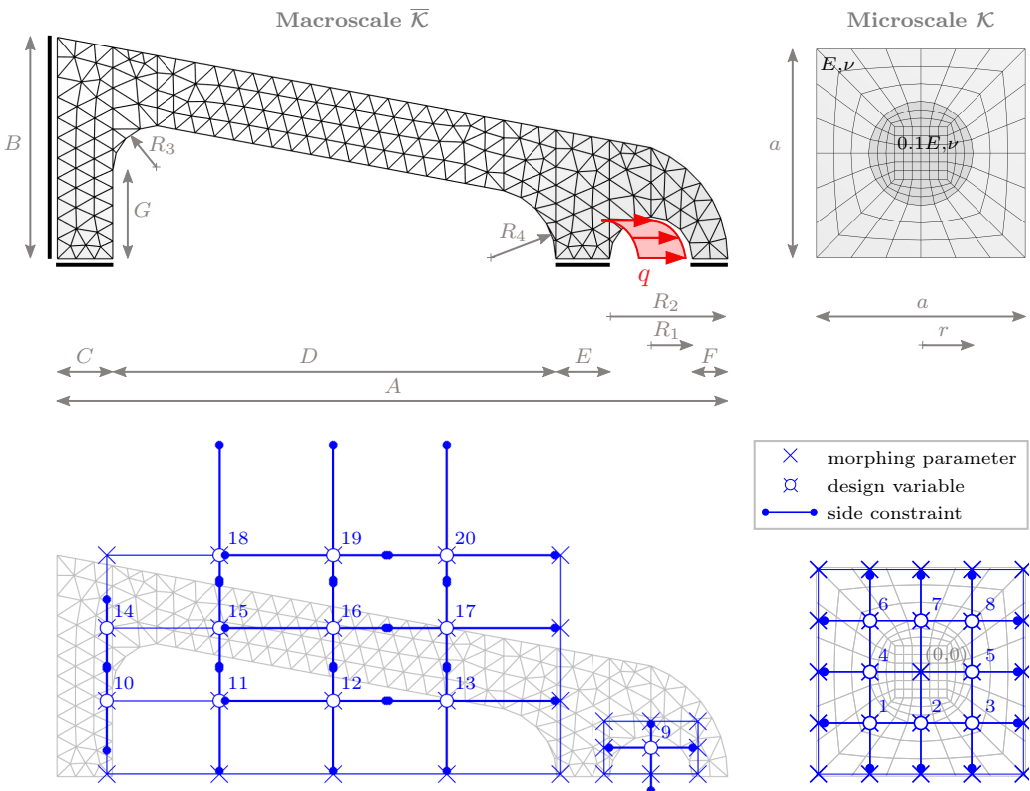 Macroscale K̅
Microscale K
B
R₃
G
R₄
q
R₂
R₁
C
D
E
F
A
E,ν
0.1E,ν
a
a
r
morphing parameter
design variable
side constraint
18
19
20
14
15
16
17
10
11
12
13
9
6
7
8
4
(0,0)
5
1
2
3